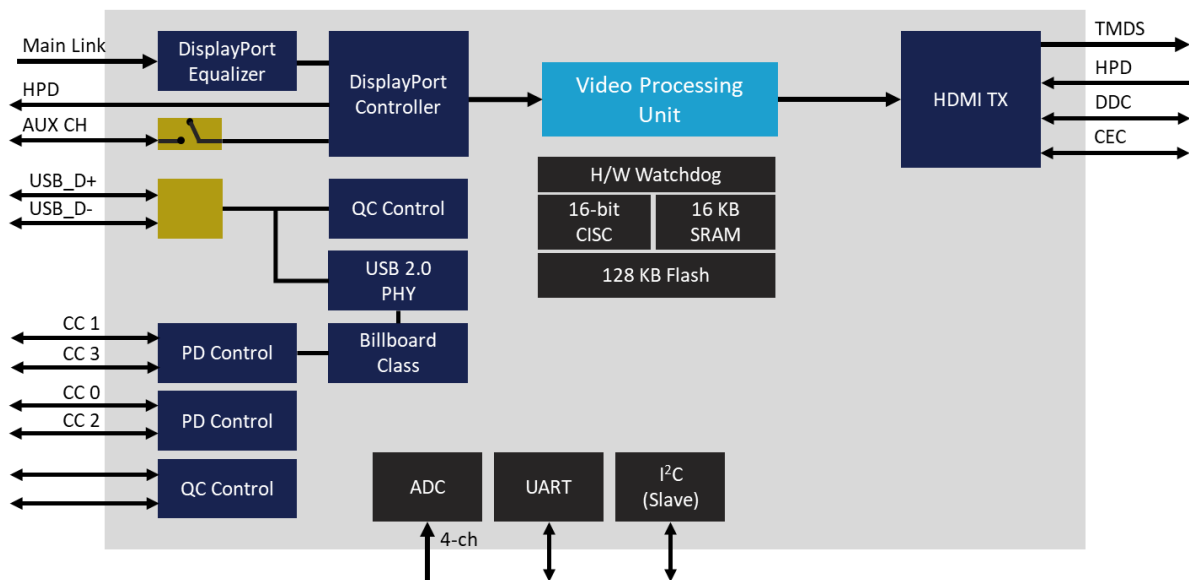 Main Link
DisplayPort
Equalizer
HPD
AUX CH
DisplayPort
Controller
Video Processing
Unit
HDMI TX
TMDS
HPD
DDC
CEC
USB_D+
USB_D-
QC Control
USB 2.0
PHY
H/W Watchdog
16-bit
CISC
16 KB
SRAM
128 KB Flash
CC 1
CC 3
PD Control
Billboard
Class
CC 0
CC 2
PD Control
QC Control
ADC
UART
I²C
(Slave)
4-ch